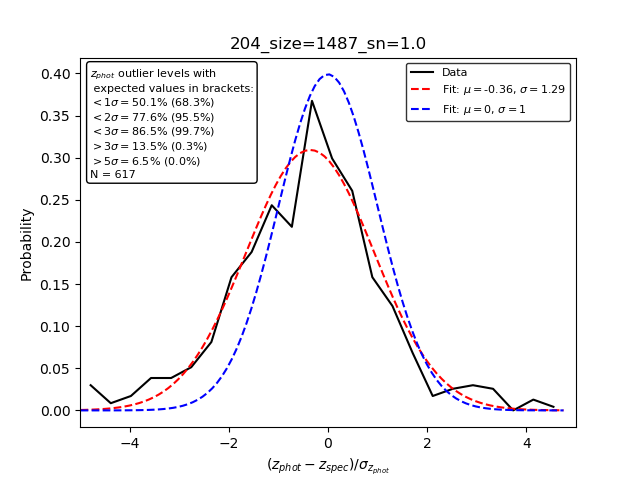 204_size=1487_sn=1.0
z_phot outlier levels with
expected values in brackets:
< 1σ = 50.1% (68.3%)
< 2σ = 77.6% (95.5%)
< 3σ = 86.5% (99.7%)
> 3σ = 13.5% (0.3%)
> 5σ = 6.5% (0.0%)
N = 617
Data
Fit: μ = -0.36, σ = 1.29
Fit: μ = 0, σ = 1
Probability
0.40
0.35
0.30
0.25
0.20
0.15
0.10
0.05
0.00
−4 −2 0 2 4
(z_phot − z_spec)/σ_z_phot